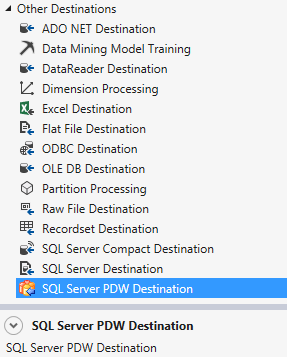 Other Destinations
ADO NET Destination
Data Mining Model Training
DataReader Destination
Dimension Processing
Excel Destination
Flat File Destination
ODBC Destination
OLE DB Destination
Partition Processing
Raw File Destination
Recordset Destination
SQL Server Compact Destination
SQL Server Destination
SQL Server PDW Destination
SQL Server PDW Destination
SQL Server PDW Destination